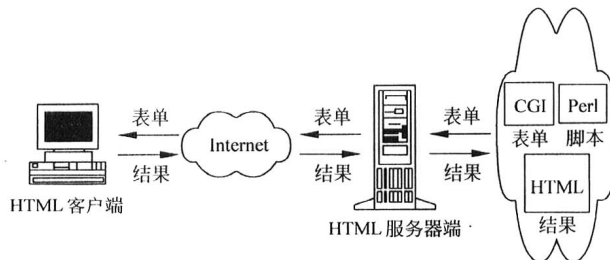 CGI Perl
表单 表单 表单 表单 脚本
Internet
结果 结果 结果 HTML
结果
HTML 客户端
HTML 服务器端